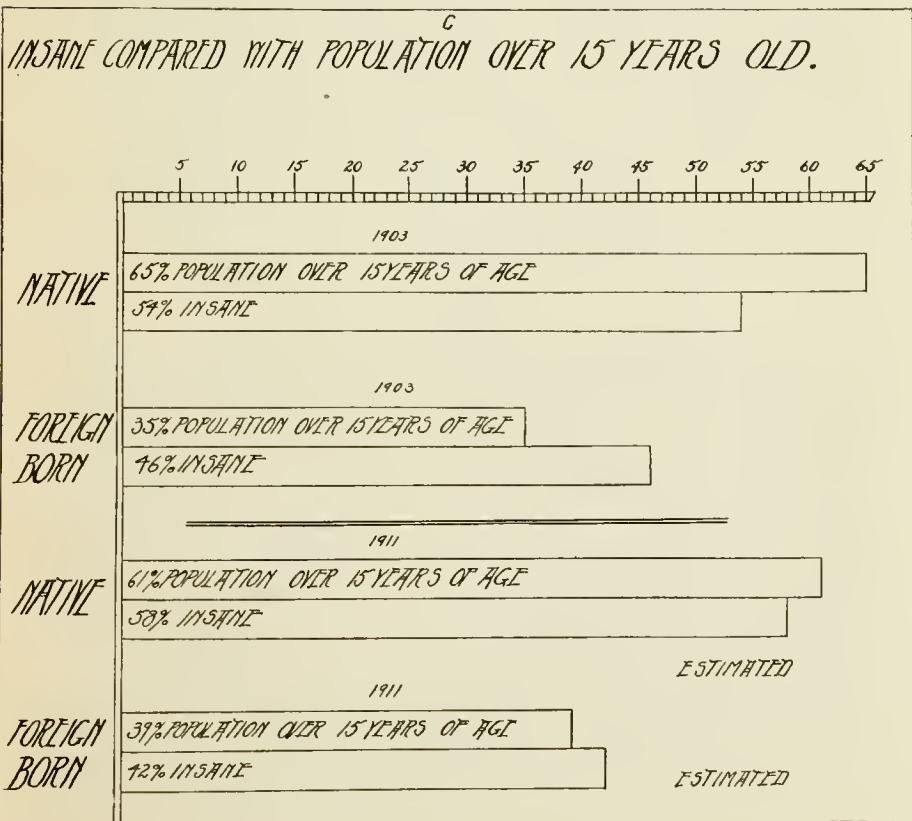 C
INSANE COMPARED WITH POPULATION OVER 15 YEARS OLD.
5 10 15 20 25 30 35 40 45 50 55 60 65
1903
NATIVE
65% POPULATION OVER 15 YEARS OF AGE
54% INSANE
1903
FOREIGN
BORN
35% POPULATION OVER 15 YEARS OF AGE
46% INSANE
1911
NATIVE
61% POPULATION OVER 15 YEARS OF AGE
58% INSANE
ESTIMATED
1911
FOREIGN
BORN
39% POPULATION OVER 15 YEARS OF AGE
42% INSANE
ESTIMATED